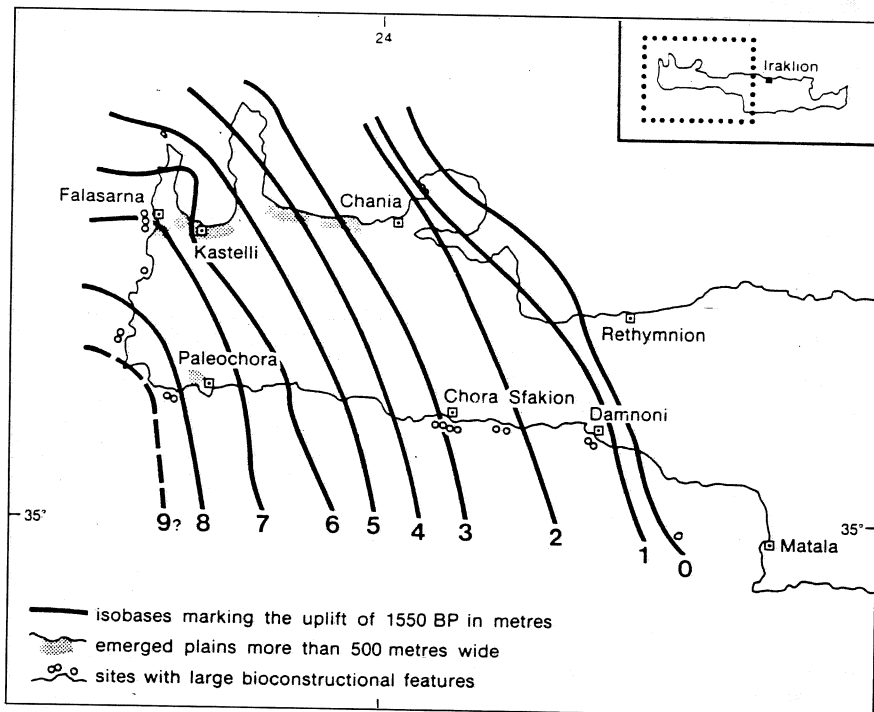 24
Iraklion
Falasarna
Chania
Kastelli
Rethymnion
Paleochora
Chora Sfakion
Damnoni
35°
35°
9?
8
7
6
5
4
3
2
1
0
Matala
isobases marking the uplift of 1550 BP in metres
emerged plains more than 500 metres wide
sites with large bioconstructional features